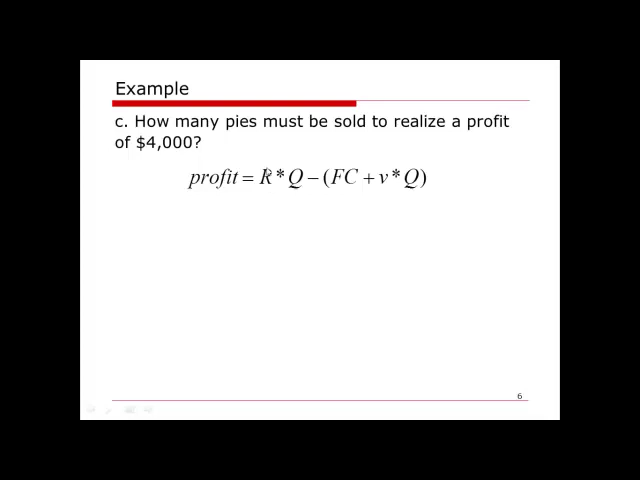 Example
c. How many pies must be sold to realize a profit
of $4,000?
profit = R * Q − (FC + v * Q)
6